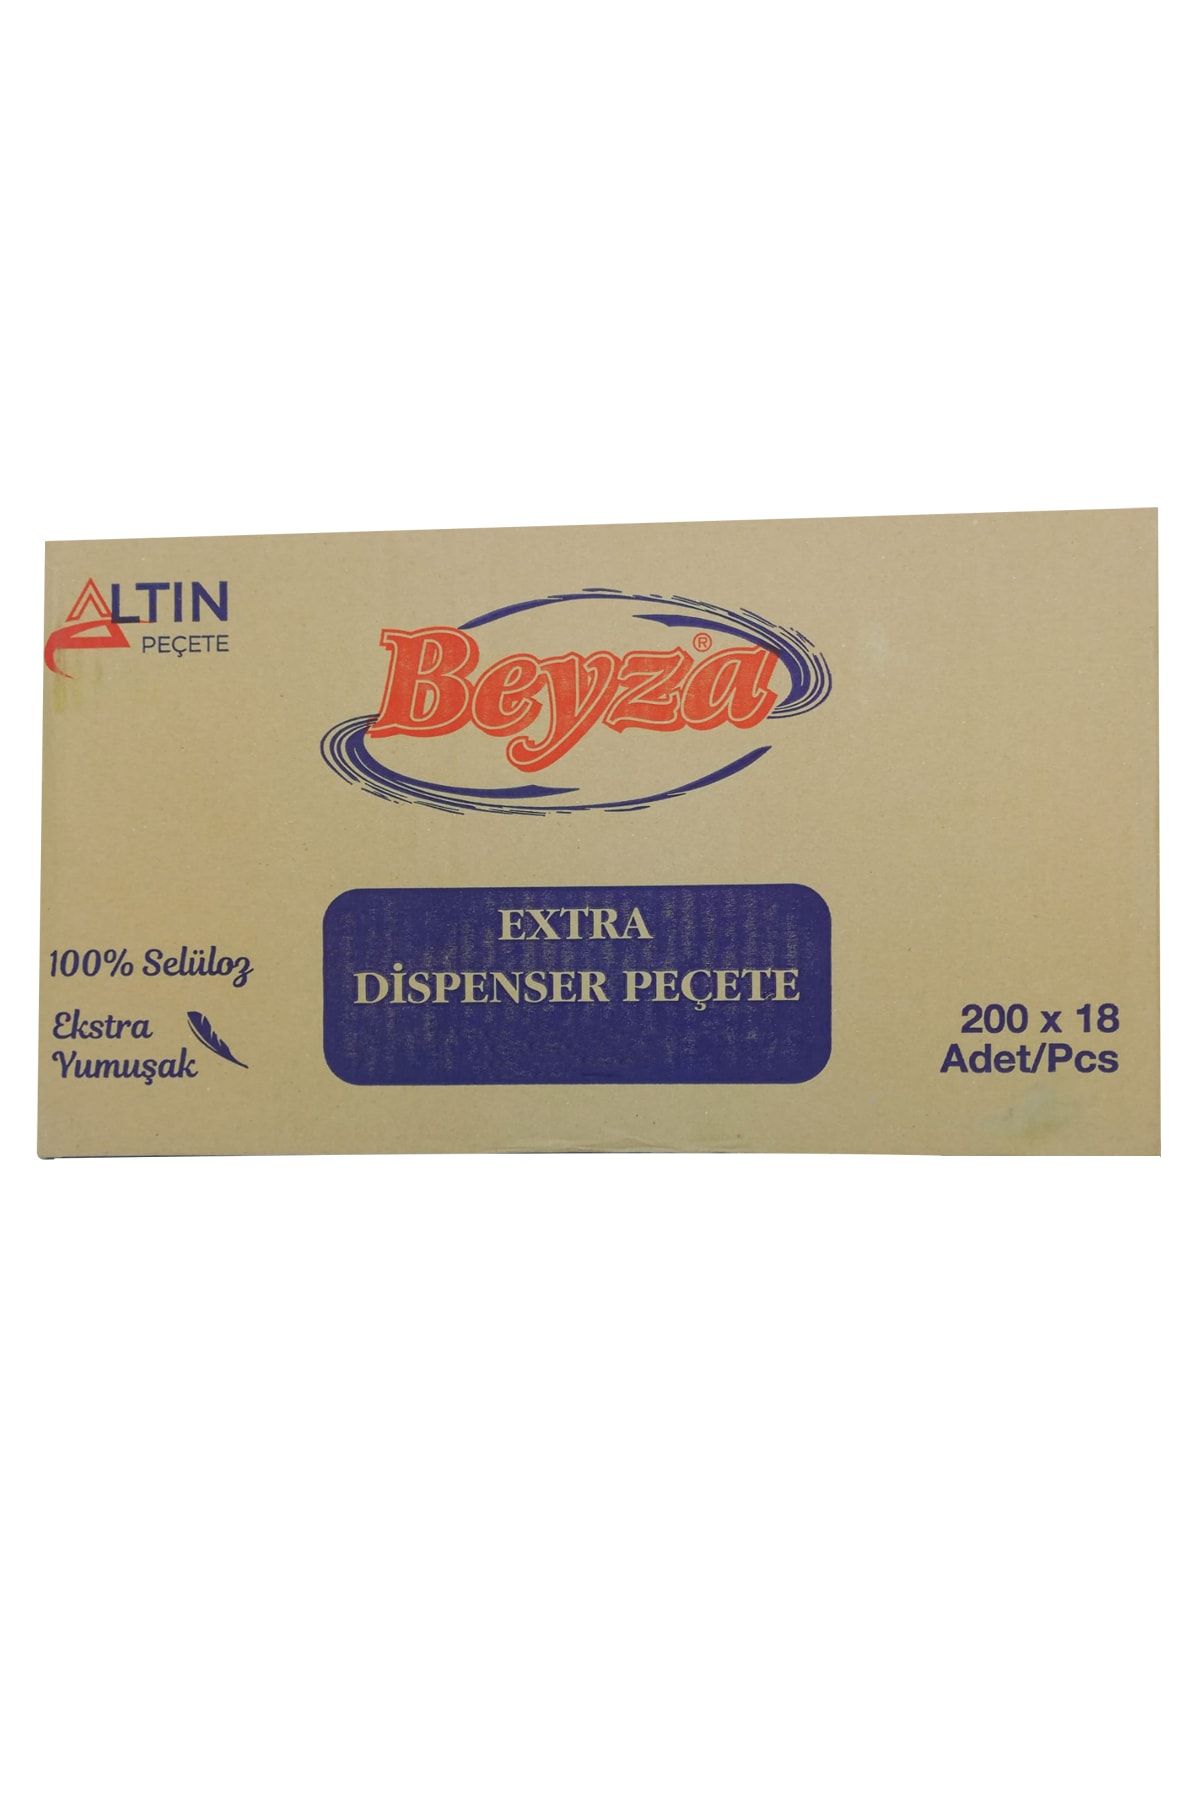 ALTIN
PEÇETE
Beyza®
EXTRA
DİSPENSER PEÇETE
100% Selüloz
Ekstra
Yumuşak
200 x 18
Adet/Pcs